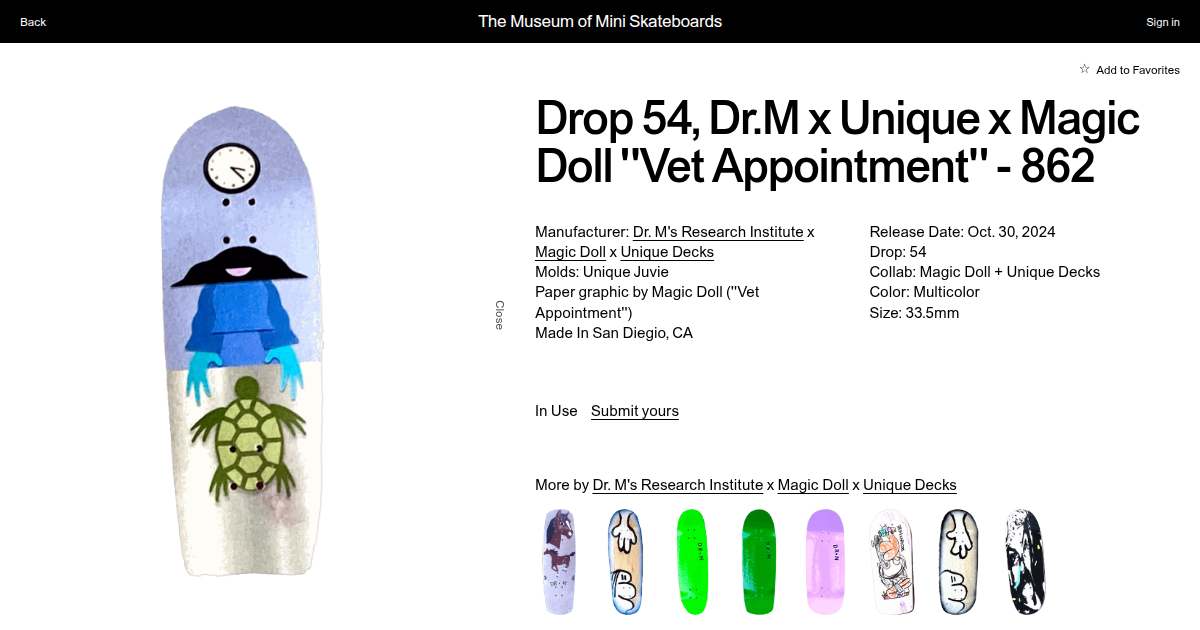 Back
The Museum of Mini Skateboards
Sign in
☆ Add to Favorites
Drop 54, Dr.M x Unique x Magic
Doll "Vet Appointment" - 862
Manufacturer: Dr. M's Research Institute x
Magic Doll x Unique Decks
Molds: Unique Juvie
Paper graphic by Magic Doll ("Vet
Appointment")
Made In San Diegio, CA
Release Date: Oct. 30, 2024
Drop: 54
Collab: Magic Doll + Unique Decks
Color: Multicolor
Size: 33.5mm
Close
In Use Submit yours
More by Dr. M's Research Institute x Magic Doll x Unique Decks